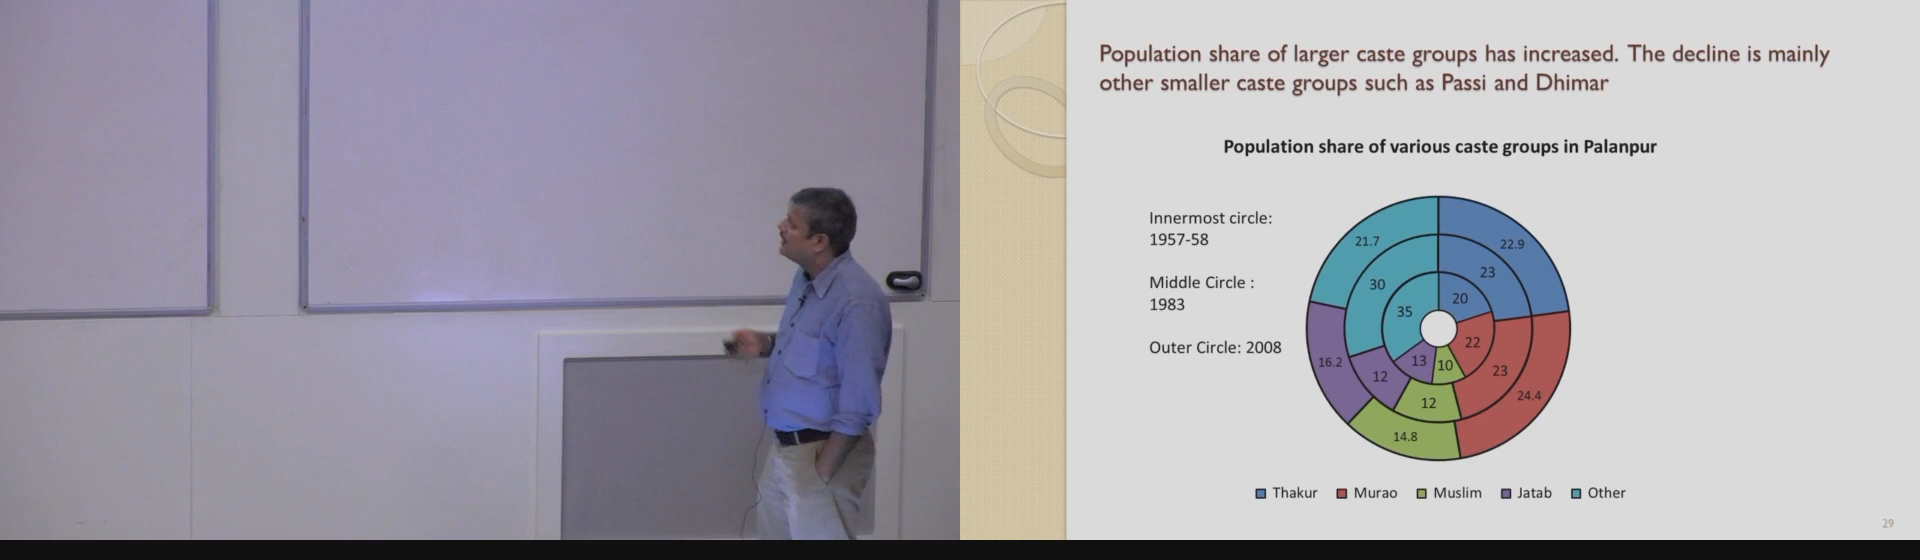 Population share of larger caste groups has increased. The decline is mainly
other smaller caste groups such as Passi and Dhimar
Population share of various caste groups in Palanpur
Innermost circle:
1957-58
Middle Circle :
1983
Outer Circle: 2008
21.7
22.9
30
23
20
35
22
13
10
16.2
12
23
12
24.4
14.8
Thakur
Murao
Muslim
Jatab
Other
29